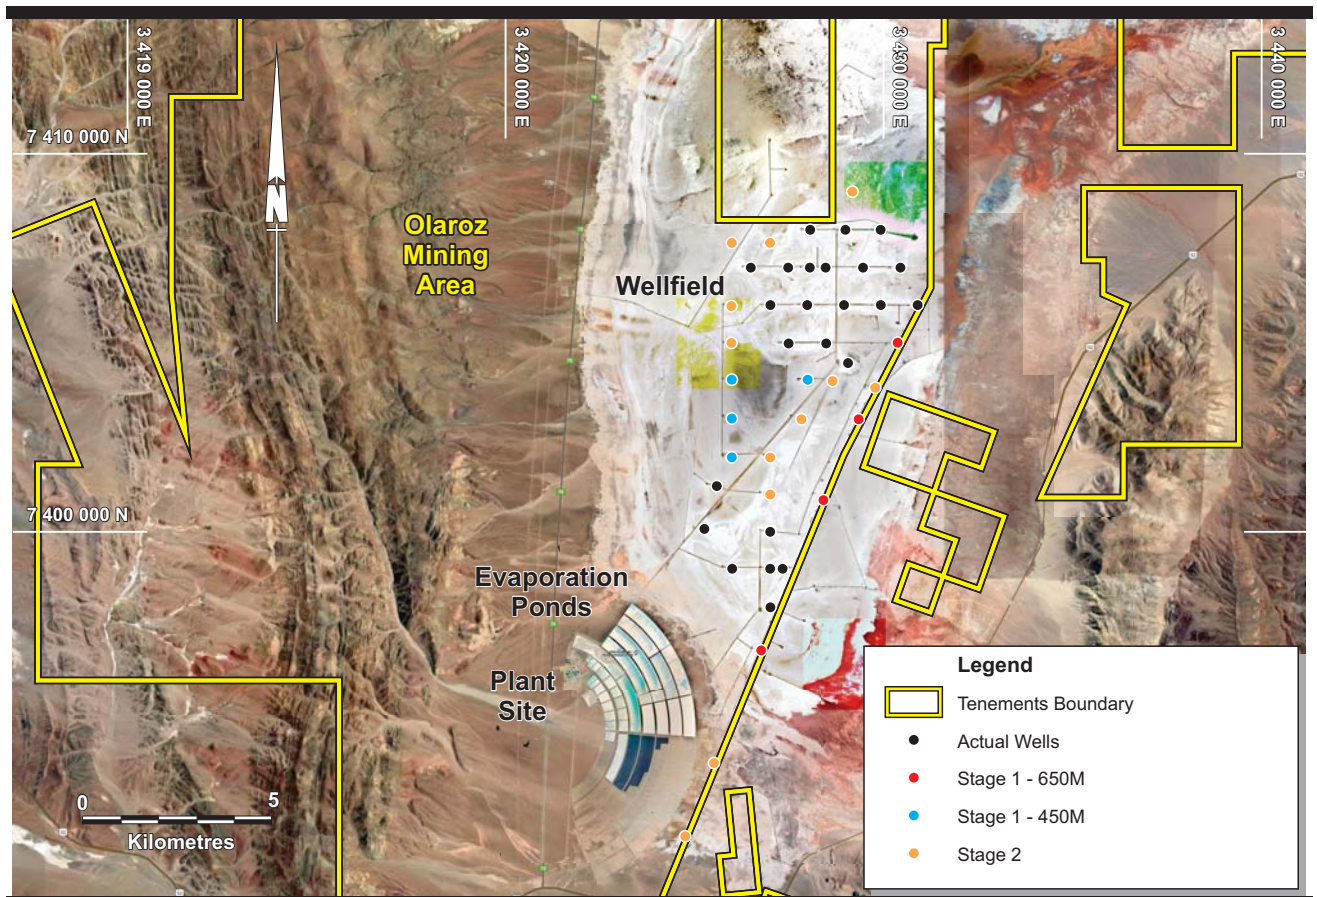 3 419 000 E
3 420 000 E
3 430 000 E
3 440 000 E
7 410 000 N
N
Olaroz
Mining
Area
Wellfield
7 400 000 N
Evaporation
Ponds
Plant
Site
0 5
Kilometres
Legend
Tenements Boundary
Actual Wells
Stage 1 - 650M
Stage 1 - 450M
Stage 2